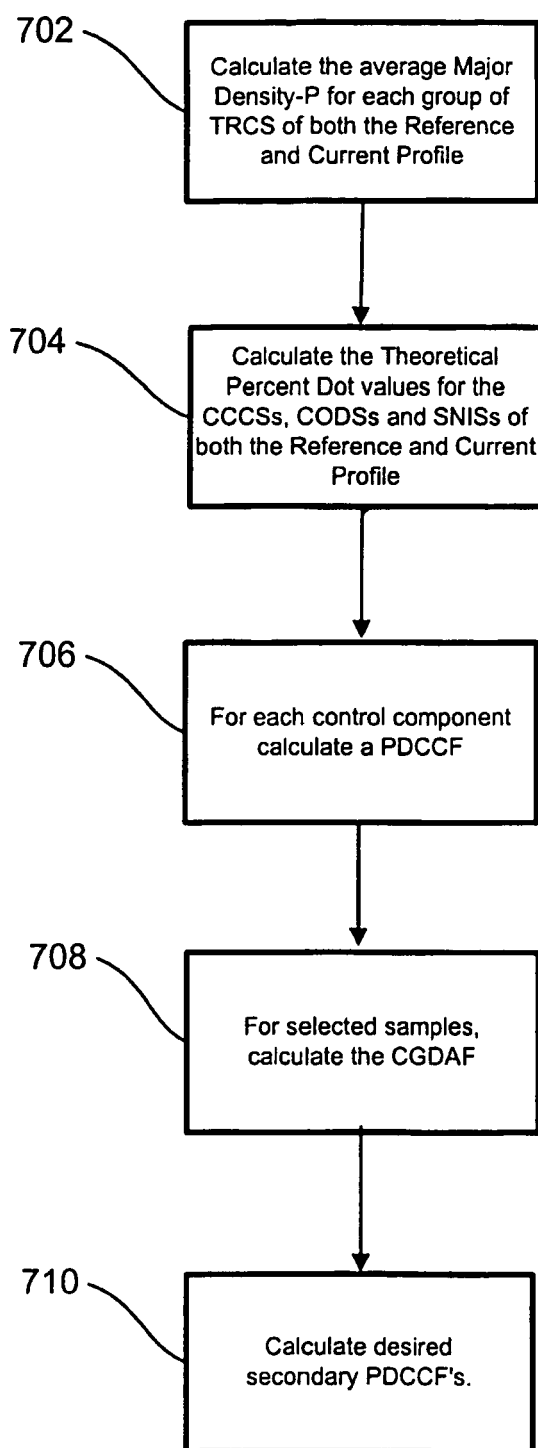 702
Calculate the average Major
Density-P for each group of
TRCS of both the Reference
and Current Profile
704
Calculate the Theoretical
Percent Dot values for the
CCCSs, CODSs and SNISs of
both the Reference and Current
Profile
706
For each control component
calculate a PDCCF
708
For selected samples,
calculate the CGDAF
710
Calculate desired
secondary PDCCF's.